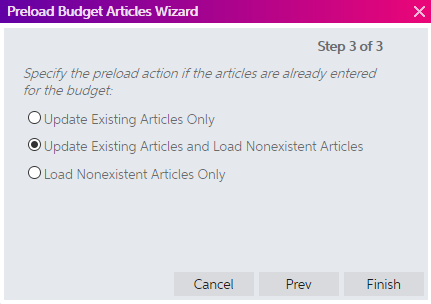 Preload Budget Articles Wizard
Step 3 of 3
Specify the preload action if the articles are already entered
for the budget:
Update Existing Articles Only
Update Existing Articles and Load Nonexistent Articles
Load Nonexistent Articles Only
Cancel Prev Finish